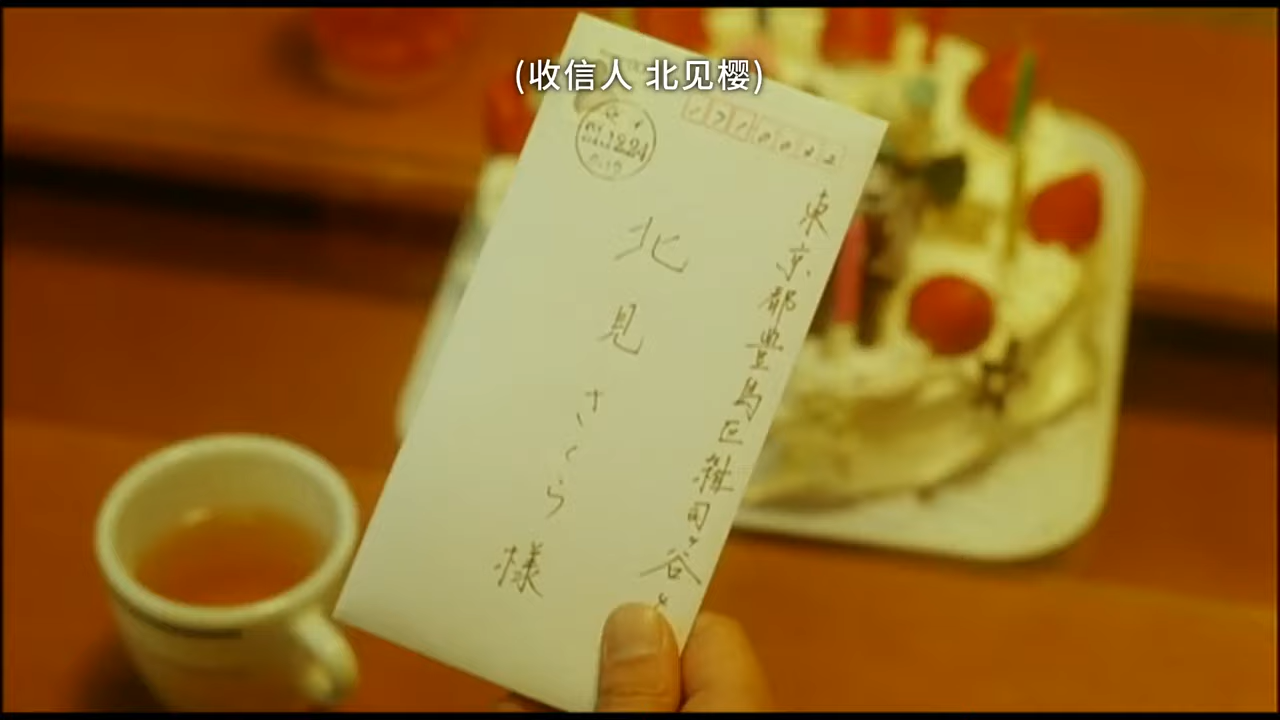 (收信人 北见樱)
東京都豊島区雑司ヶ谷
北見さくら様